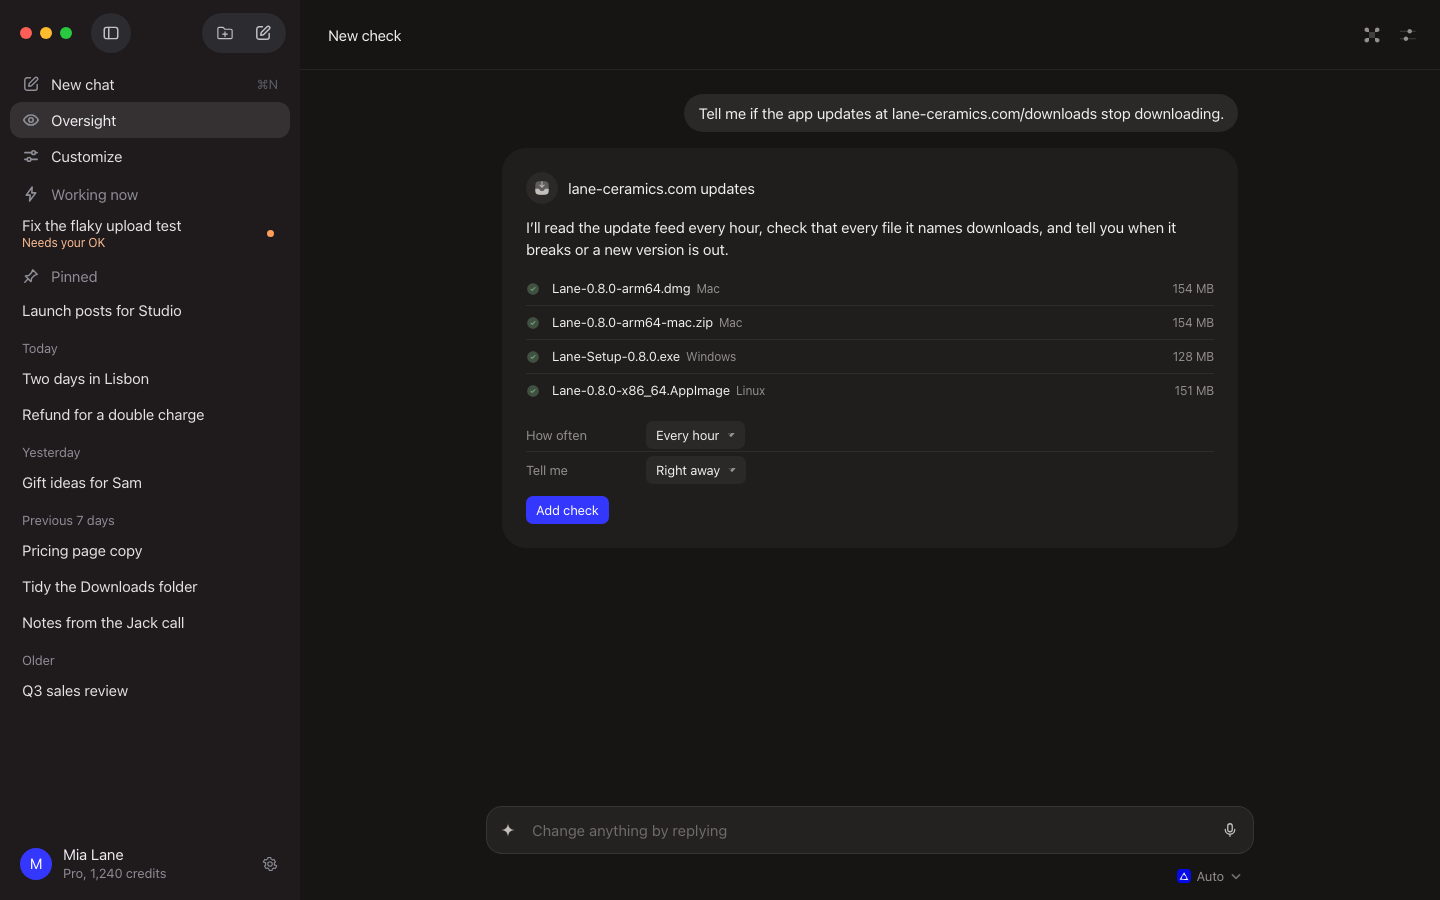 New chat
⌘N
Oversight
Customize
Working now
Fix the flaky upload test
Needs your OK
Pinned
Launch posts for Studio
Today
Two days in Lisbon
Refund for a double charge
Yesterday
Gift ideas for Sam
Previous 7 days
Pricing page copy
Tidy the Downloads folder
Notes from the Jack call
Older
Q3 sales review
M
Mia Lane
Pro, 1,240 credits
New check
Tell me if the app updates at lane-ceramics.com/downloads stop downloading.
lane-ceramics.com updates
I’ll read the update feed every hour, check that every file it names downloads, and tell you when it
breaks or a new version is out.
Lane-0.8.0-arm64.dmg Mac 154 MB
Lane-0.8.0-arm64-mac.zip Mac 154 MB
Lane-Setup-0.8.0.exe Windows 128 MB
Lane-0.8.0-x86_64.AppImage Linux 151 MB
How often Every hour
Tell me Right away
Add check
Change anything by replying
Auto